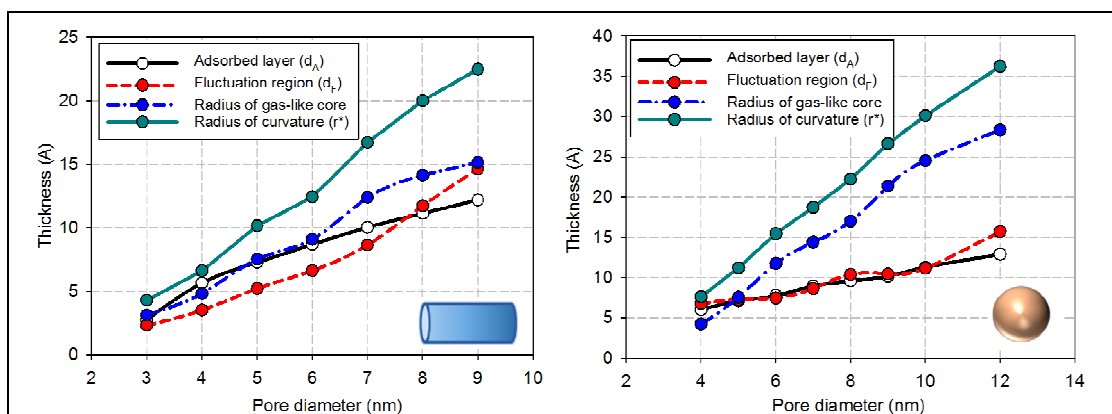 25
20
15
10
5
0
Thickness (A)
Adsorbed layer (dA)
Fluctuation region (dF)
Radius of gas-like core
Radius of curvature (r*)
2 3 4 5 6 7 8 9 10
Pore diameter (nm)
40
35
30
25
20
15
10
5
0
Thickness (A)
Adsorbed layer (dA)
Fluctuation region (dF)
Radius of gas-like core
Radius of curvature (r*)
2 4 6 8 10 12 14
Pore diameter (nm)